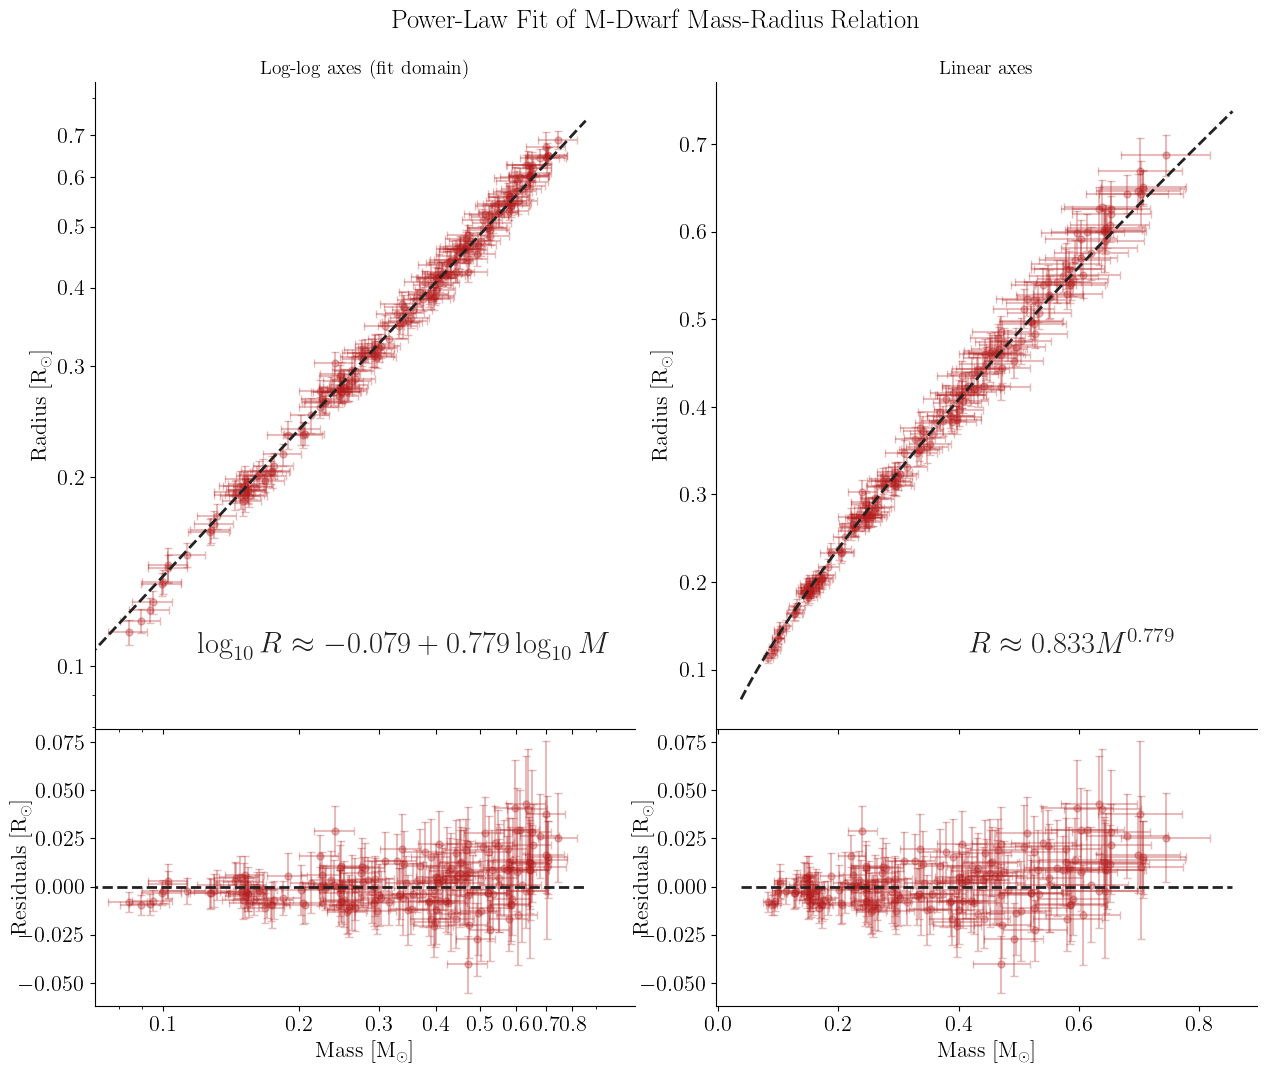 Power-Law Fit of M-Dwarf Mass-Radius Relation
Log-log axes (fit domain)
Radius [R⊙]
0.7
0.6
0.5
0.4
0.3
0.2
0.1
log₁₀ R ≈ −0.079 + 0.779 log₁₀ M
Residuals [R⊙]
0.075
0.050
0.025
0.000
−0.025
−0.050
0.1 0.2 0.3 0.4 0.5 0.6 0.7 0.8
Mass [M⊙]
Linear axes
Radius [R⊙]
0.7
0.6
0.5
0.4
0.3
0.2
0.1
R ≈ 0.833M⁰·⁷⁷⁹
Residuals [R⊙]
0.075
0.050
0.025
0.000
−0.025
−0.050
0.0 0.2 0.4 0.6 0.8
Mass [M⊙]